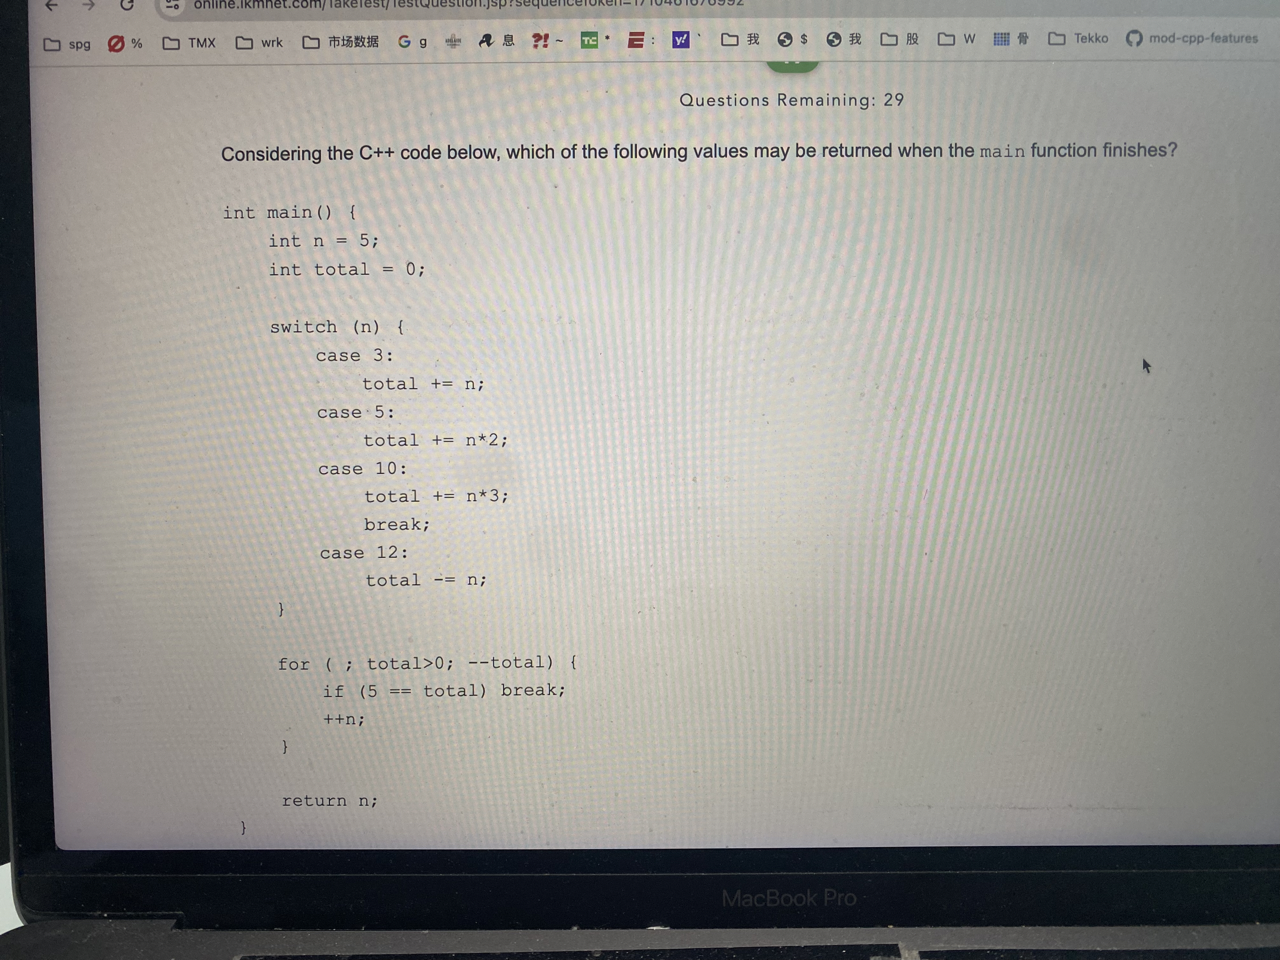 online.ikmnet.com/TakeTest/TestQuestion.jsp?sequenceToken=
spg % TMX wrk 市场数据 G g 息 ?! ~ TC • E : y! ` 我 $ 我 股 W 骨 Tekko mod-cpp-features
Questions Remaining: 29
Considering the C++ code below, which of the following values may be returned when the main function finishes?
int main() {
int n = 5;
int total = 0;
switch (n) {
case 3:
total += n;
case 5:
total += n*2;
case 10:
total += n*3;
break;
case 12:
total -= n;
}
for ( ; total>0; --total) {
if (5 == total) break;
++n;
}
return n;
}
MacBook Pro